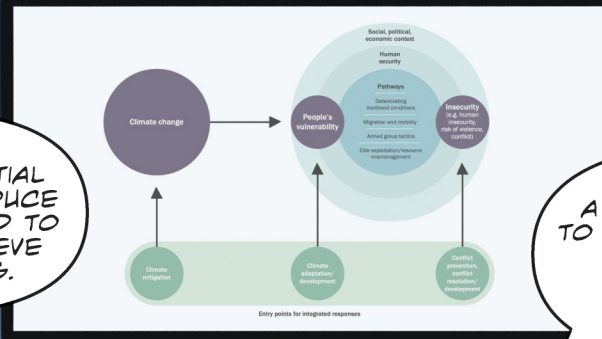 Social, political,
economic context
Human
security
Pathways
Deteriorating
livelihood conditions
Migration and mobility
Armed group tactics
Elite exploitation/resource
mismanagement
Climate change
People's
vulnerability
Insecurity
(e.g. human
insecurity,
risk of violence,
conflict)
Climate
mitigation
Climate
adaptation/
development
Conflict
prevention,
conflict
resolution/
development
Entry points for integrated responses
TIAL
UCE
D TO
EVE
A
TO